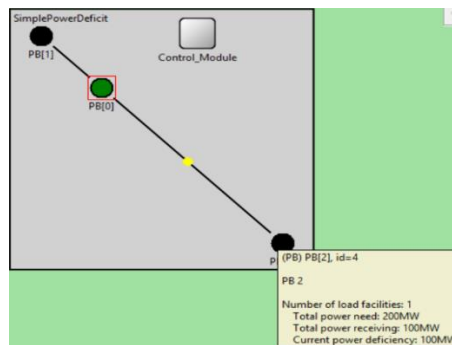 SimplePowerDeficit
PB[1]
Control_Module
PB[0]
(PB) PB[2], id=4
PB 2
Number of load facilities: 1
Total power need: 200MW
Total power receiving: 100MW
Current power deficiency: 100MW